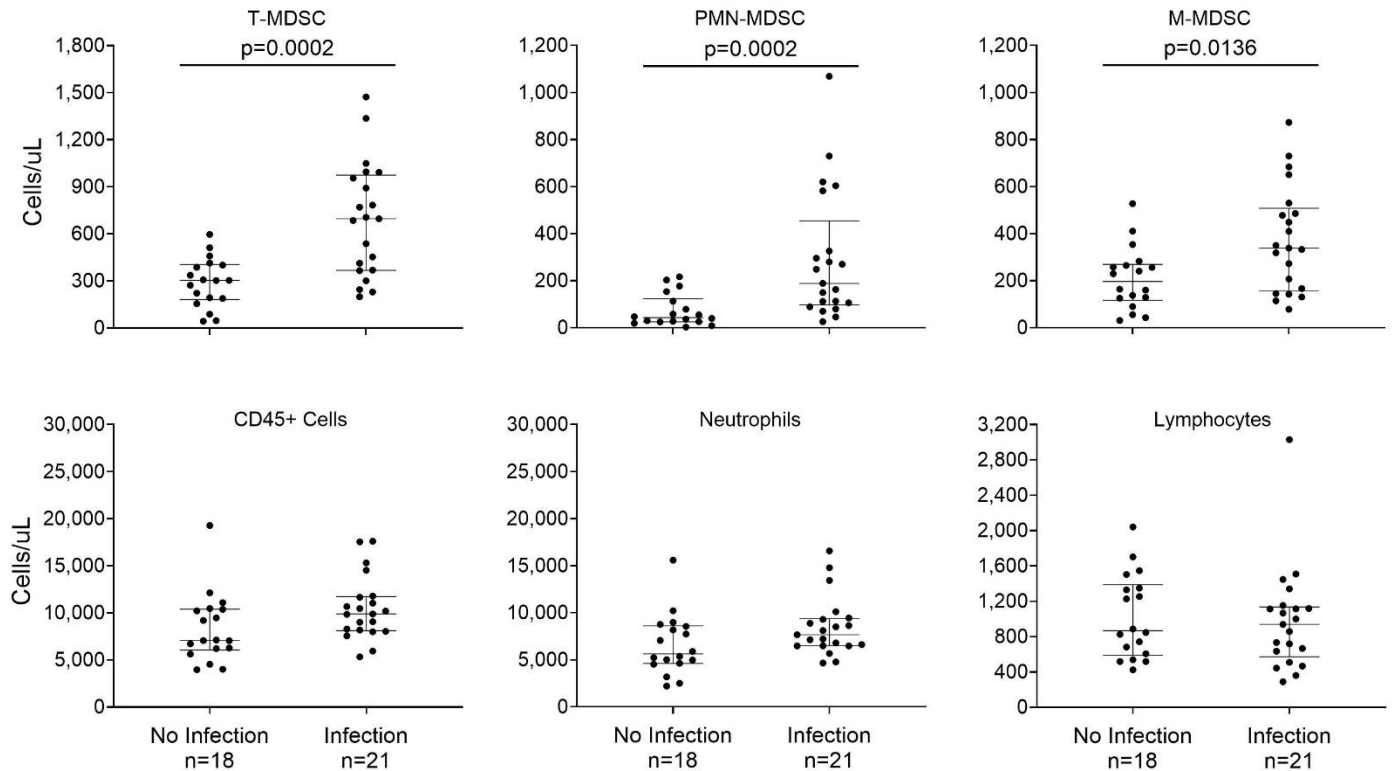 T-MDSC
p=0.0002
1,800
1,500
1,200
900
600
300
0
Cells/uL
PMN-MDSC
p=0.0002
1,200
1,000
800
600
400
200
0
M-MDSC
p=0.0136
1,200
1,000
800
600
400
200
0
CD45+ Cells
30,000
25,000
20,000
15,000
10,000
5,000
0
Cells/uL
No Infection
n=18
Infection
n=21
Neutrophils
30,000
25,000
20,000
15,000
10,000
5,000
0
No Infection
n=18
Infection
n=21
Lymphocytes
3,200
2,800
2,400
2,000
1,600
1,200
800
400
0
No Infection
n=18
Infection
n=21